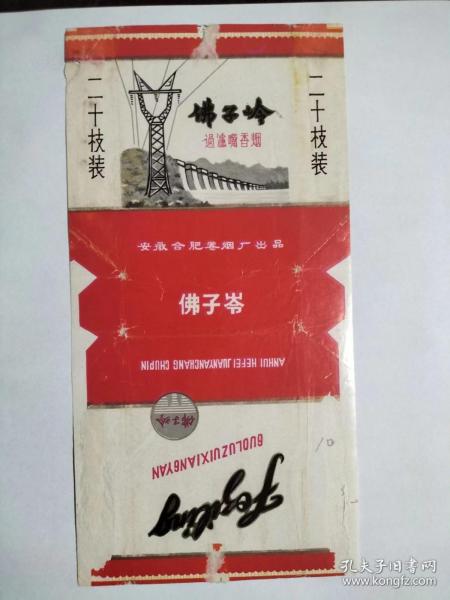 二十枝装
佛子岭
过滤嘴香烟
二十枝装
安徽合肥卷烟厂出品
佛子岺
ANHUI HEFEI JUANYANCHANG CHUPIN
佛子岭
GUOLUZUIXIANGYAN
Foziling
10
孔夫子旧书网
kongfz.com